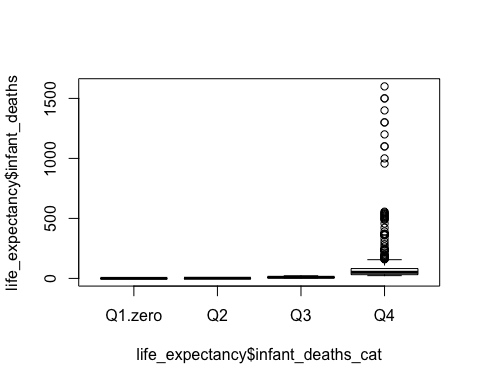 life_expectancy$infant_deaths
1500
1000
500
0
Q1.zero Q2 Q3 Q4
life_expectancy$infant_deaths_cat